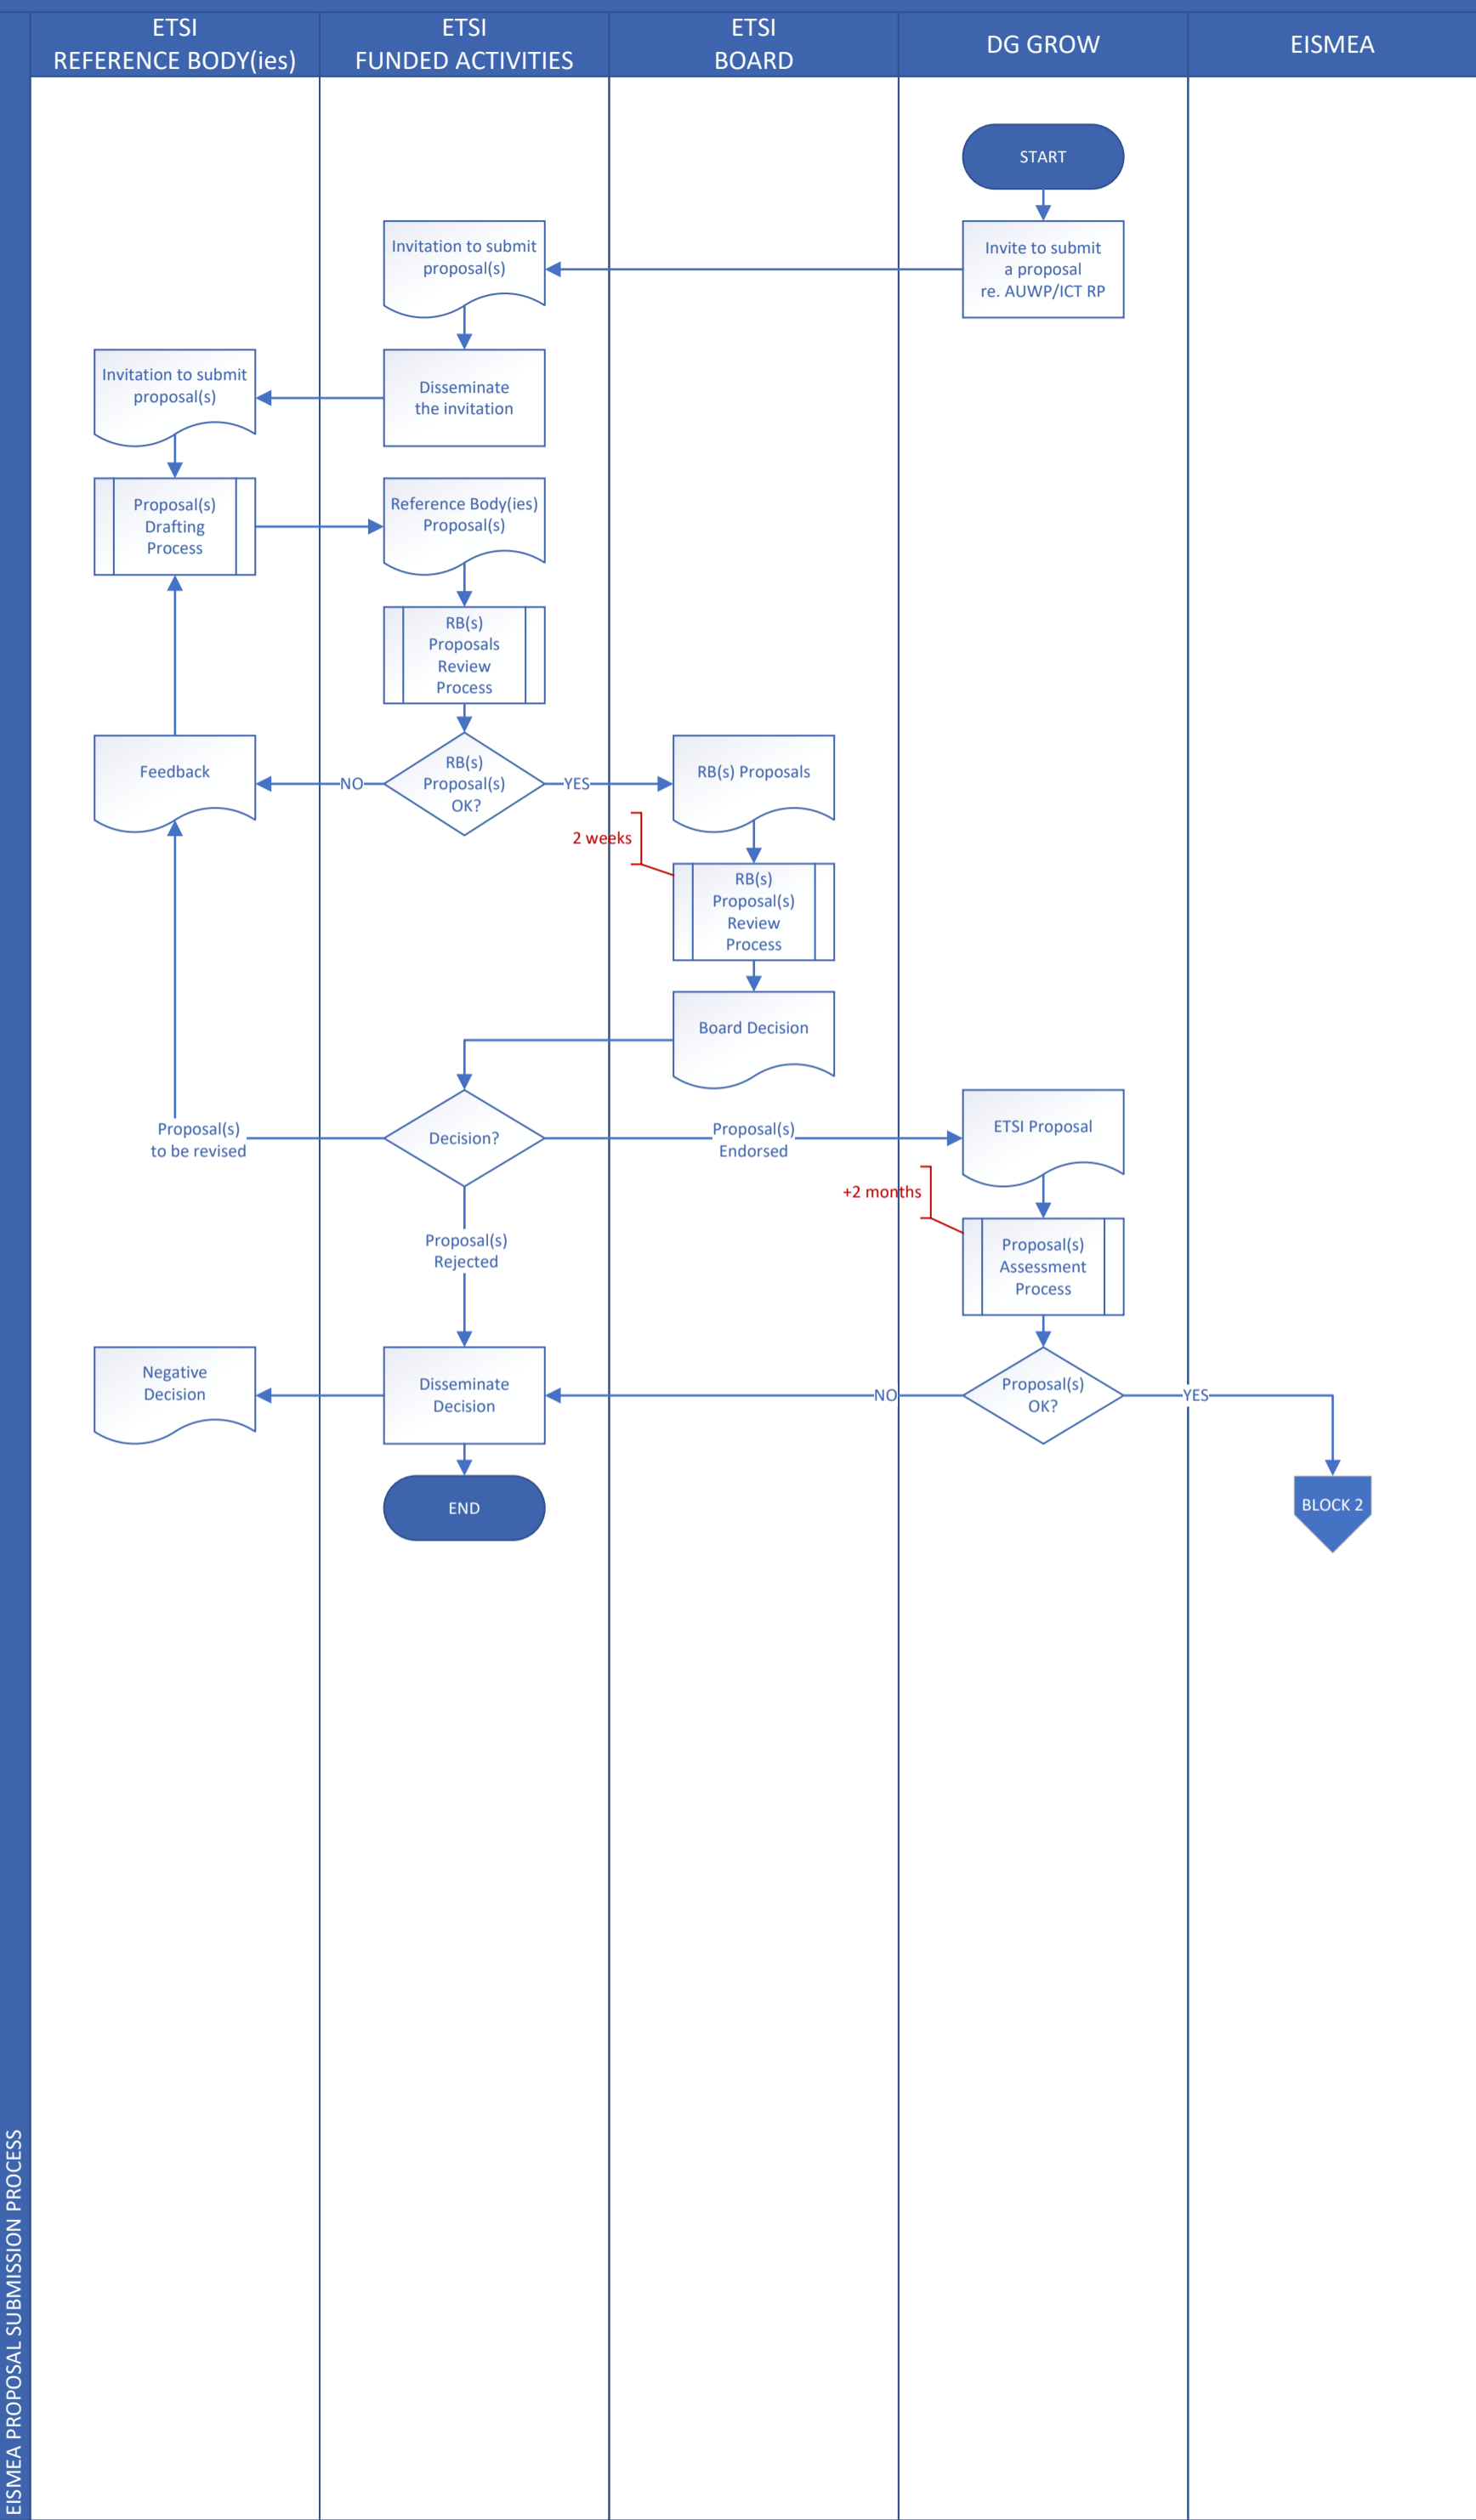 ETSI
REFERENCE BODY(ies)
ETSI
FUNDED ACTIVITIES
ETSI
BOARD
DG GROW
EISMEA
START
Invitation to submit
proposal(s)
Invite to submit
a proposal
re. AUWP/ICT RP
Invitation to submit
proposal(s)
Disseminate
the invitation
Proposal(s)
Drafting
Process
Reference Body(ies)
Proposal(s)
RB(s)
Proposals
Review
Process
Feedback
NO
RB(s)
Proposal(s)
OK?
YES
RB(s) Proposals
2 weeks
RB(s)
Proposal(s)
Review
Process
Board Decision
Proposal(s)
to be revised
Decision?
Proposal(s)
Endorsed
ETSI Proposal
+2 months
Proposal(s)
Rejected
Proposal(s)
Assessment
Process
Negative
Decision
Disseminate
Decision
NO
Proposal(s)
OK?
YES
END
BLOCK 2
EISMEA PROPOSAL SUBMISSION PROCESS